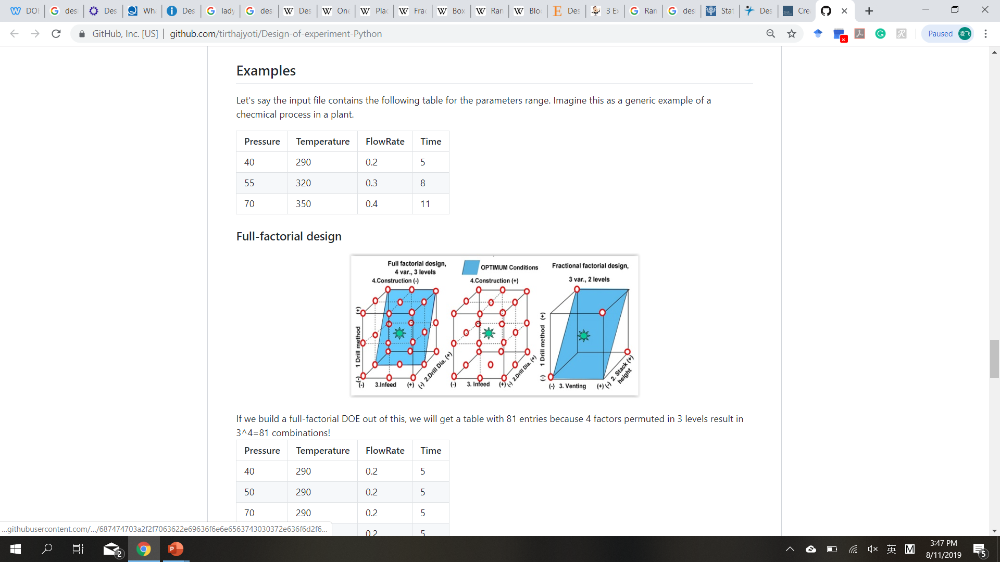 DOE
desi
Des
Wha
Des
lady
des
Des
One
Plac
Frac
Box
Ran
Bloc
Des
3 Ex
Ran
des
Stat
Des
Cre
GitHub, Inc. [US] | github.com/tirthajyoti/Design-of-experiment-Python
Paused 凌飞
Examples
Let's say the input file contains the following table for the parameters range. Imagine this as a generic example of a
checmical process in a plant.
Pressure Temperature FlowRate Time
40 290 0.2 5
55 320 0.3 8
70 350 0.4 11
Full-factorial design
Full factorial design,
4 var., 3 levels
4.Construction (-)
1 Drill method
(+)
(-)
(-) 3.Infeed (+)
(-) 2.Drill Dia. (+)
OPTIMUM Conditions
4.Construction (+)
(-) 3. Infeed (+)
(-) 2.Drill Dia. (+)
Fractional factorial design,
3 var., 2 levels
(-) 1 Drill method (+)
(-) 3. Venting (+)
(-) 2. Stack (+)
height
If we build a full-factorial DOE out of this, we will get a table with 81 entries because 4 factors permuted in 3 levels result in
3^4=81 combinations!
Pressure Temperature FlowRate Time
40 290 0.2 5
50 290 0.2 5
70 290 0.2 5
0.2 5
...githubusercontent.com/.../687474703a2f2f7063622e69636f6e6e6563743030372e636f6d2f6...
2
P
英 M
3:47 PM
8/11/2019
5